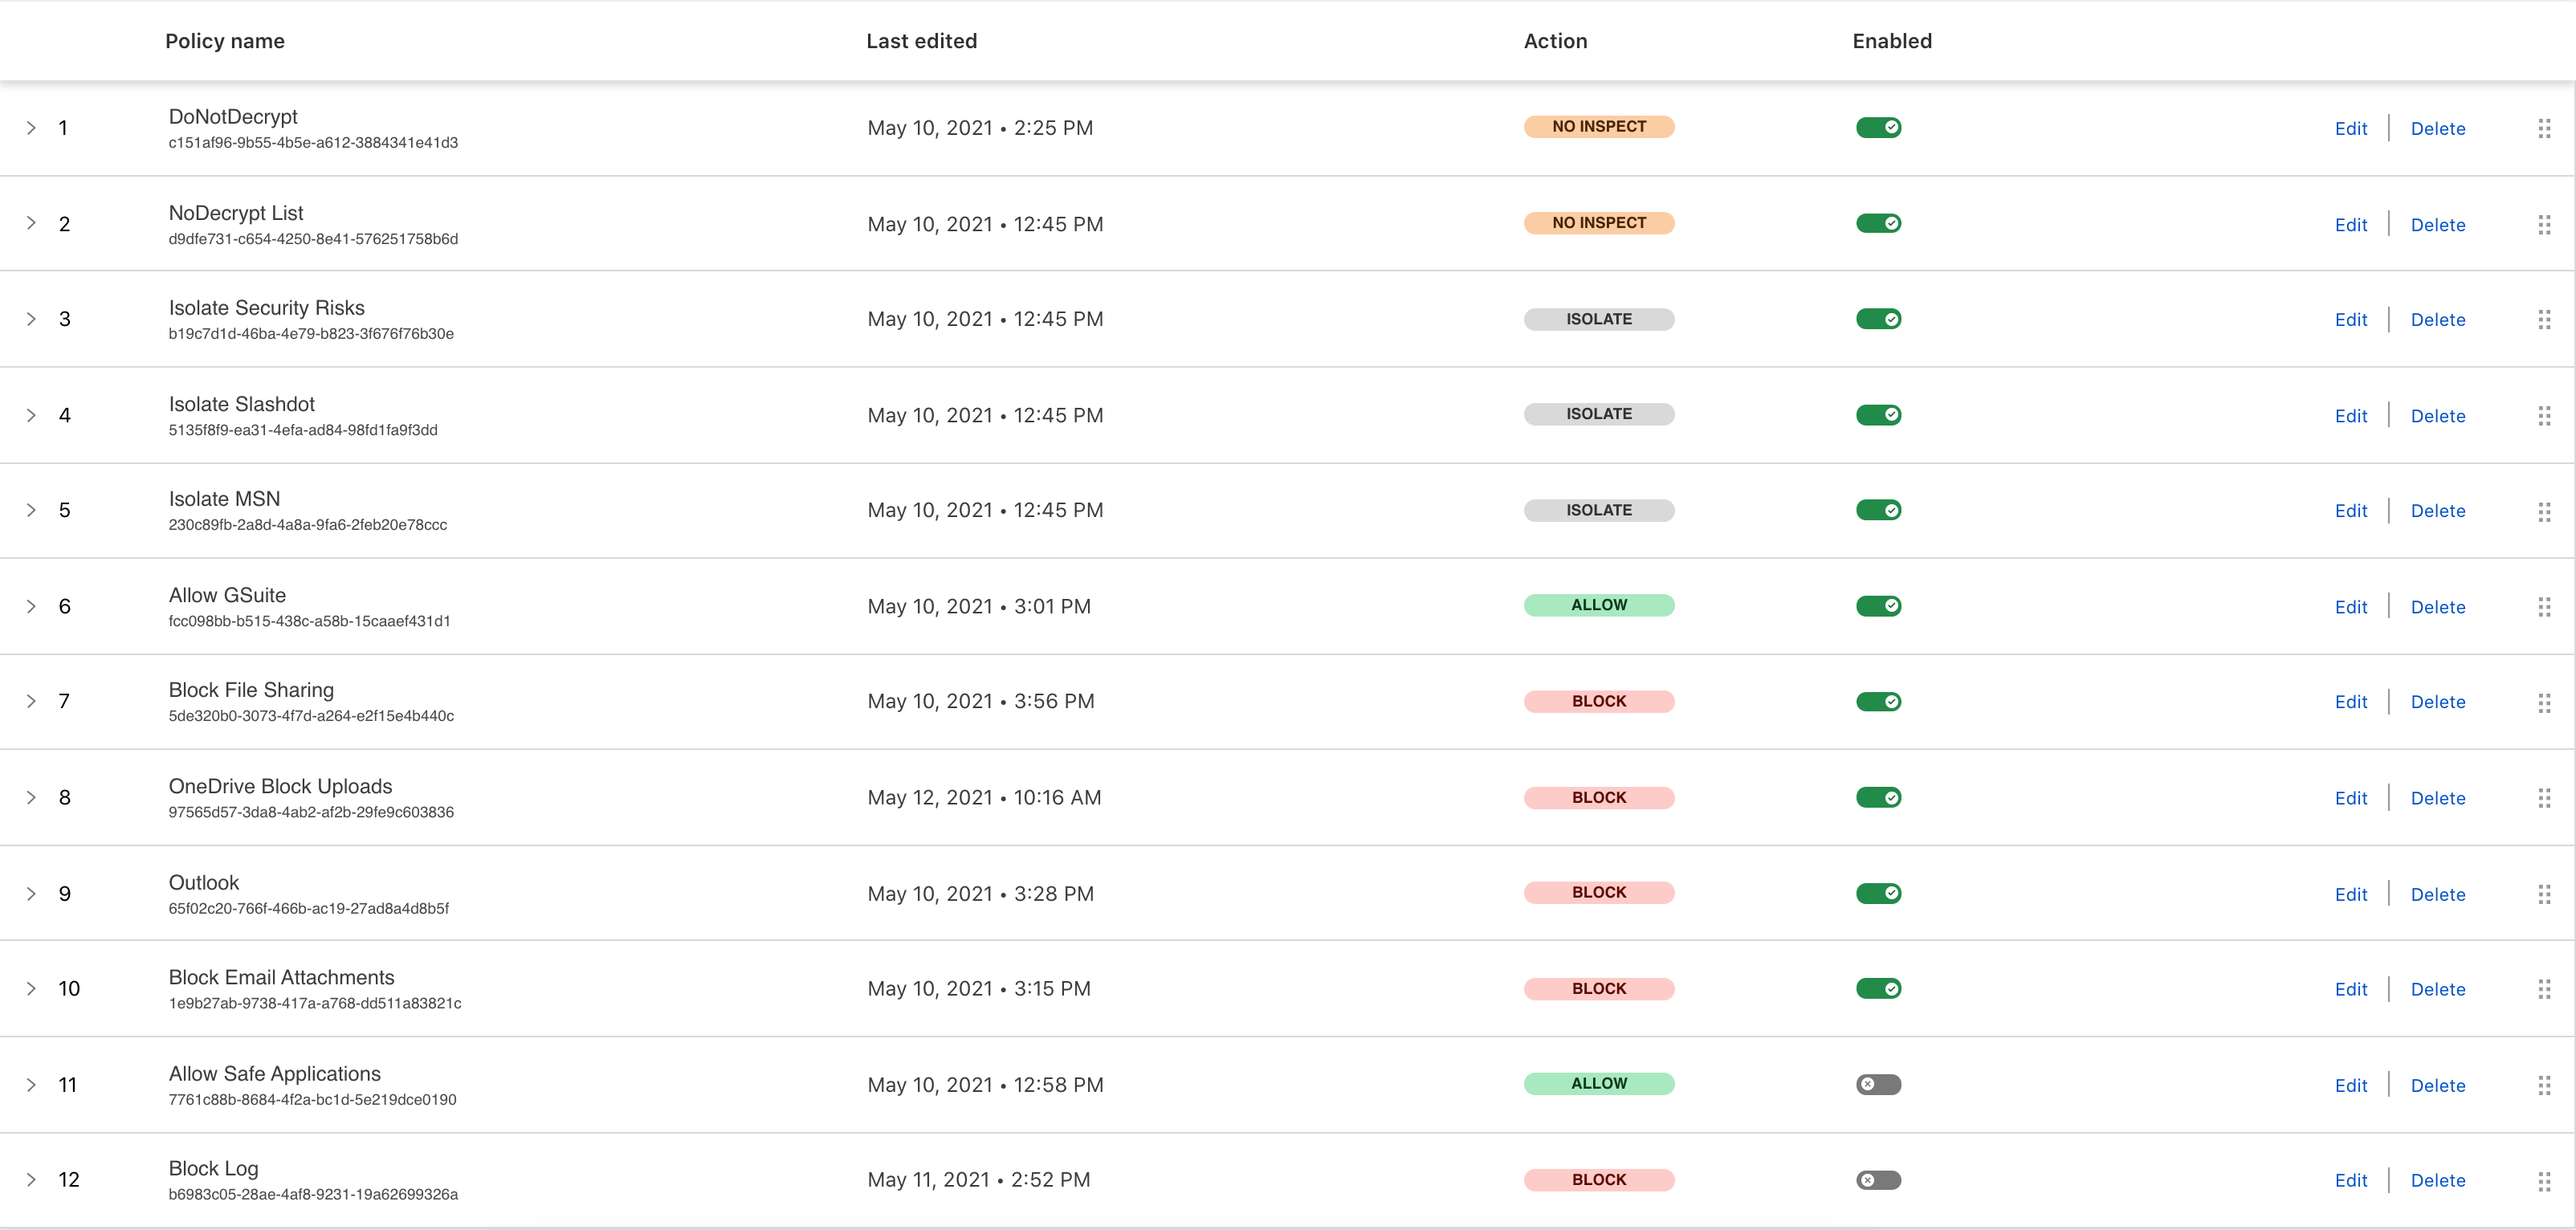 Policy name Last edited Action Enabled
1 DoNotDecrypt May 10, 2021 • 2:25 PM NO INSPECT Edit Delete
c151af96-9b55-4b5e-a612-3884341e41d3
2 NoDecrypt List May 10, 2021 • 12:45 PM NO INSPECT Edit Delete
d9dfe731-c654-4250-8e41-576251758b6d
3 Isolate Security Risks May 10, 2021 • 12:45 PM ISOLATE Edit Delete
b19c7d1d-46ba-4e79-b823-3f676f76b30e
4 Isolate Slashdot May 10, 2021 • 12:45 PM ISOLATE Edit Delete
5135f8f9-ea31-4efa-ad84-98fd1fa9f3dd
5 Isolate MSN May 10, 2021 • 12:45 PM ISOLATE Edit Delete
230c89fb-2a8d-4a8a-9fa6-2feb20e78ccc
6 Allow GSuite May 10, 2021 • 3:01 PM ALLOW Edit Delete
fcc098bb-b515-438c-a58b-15caaef431d1
7 Block File Sharing May 10, 2021 • 3:56 PM BLOCK Edit Delete
5de320b0-3073-4f7d-a264-e2f15e4b440c
8 OneDrive Block Uploads May 12, 2021 • 10:16 AM BLOCK Edit Delete
97565d57-3da8-4ab2-af2b-29fe9c603836
9 Outlook May 10, 2021 • 3:28 PM BLOCK Edit Delete
65f02c20-766f-466b-ac19-27ad8a4d8b5f
10 Block Email Attachments May 10, 2021 • 3:15 PM BLOCK Edit Delete
1e9b27ab-9738-417a-a768-dd511a83821c
11 Allow Safe Applications May 10, 2021 • 12:58 PM ALLOW Edit Delete
7761c88b-8684-4f2a-bc1d-5e219dce0190
12 Block Log May 11, 2021 • 2:52 PM BLOCK Edit Delete
b6983c05-28ae-4af8-9231-19a62699326a